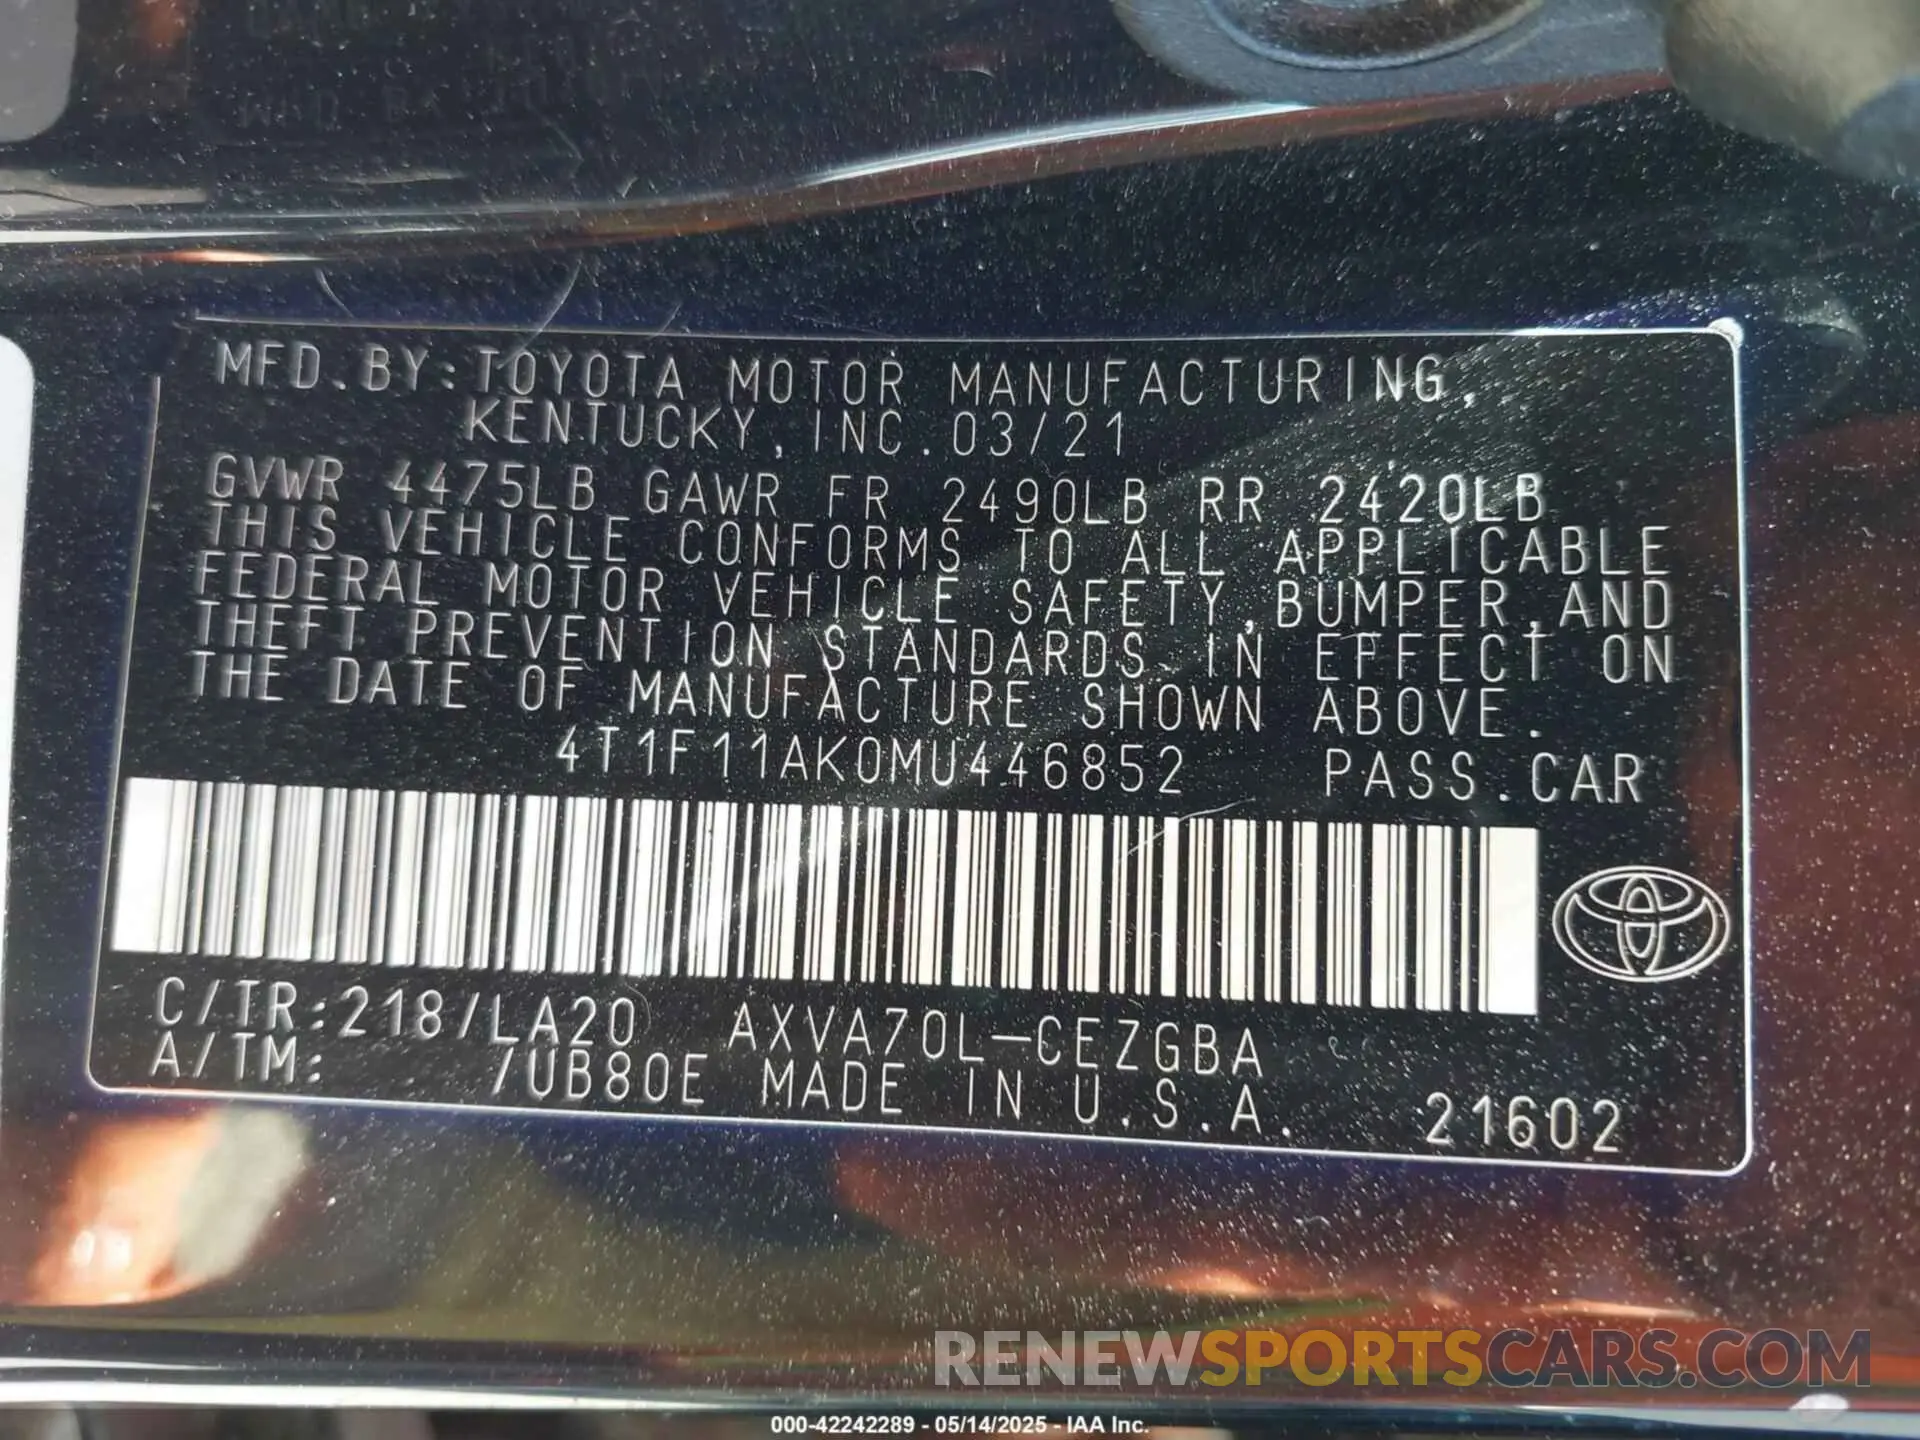 MFD.BY:TOYOTA MOTOR MANUFACTURING,
KENTUCKY,INC.03/21
GVWR 4475LB GAWR FR 2490LB RR 2420LB
THIS VEHICLE CONFORMS TO ALL APPLICABLE
FEDERAL MOTOR VEHICLE SAFETY,BUMPER,AND
THEFT PREVENTION STANDARDS IN EFFECT ON
THE DATE OF MANUFACTURE SHOWN ABOVE.
4T1F11AK0MU446852 PASS.CAR
C/TR:218/LA20 AXVA70L-CEZGBA
A/TM: /UB80E MADE IN U.S.A. 21602
RENEWSPORTSCARS.COM
000-42242289 - 05/14/2025 - IAA Inc.